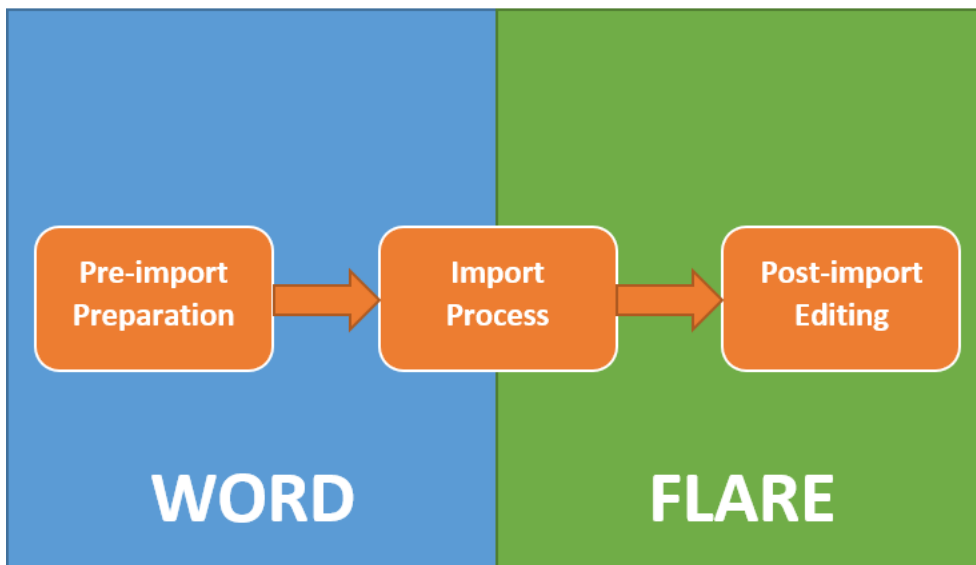 Pre-import
Preparation
Import
Process
Post-import
Editing
WORD
FLARE